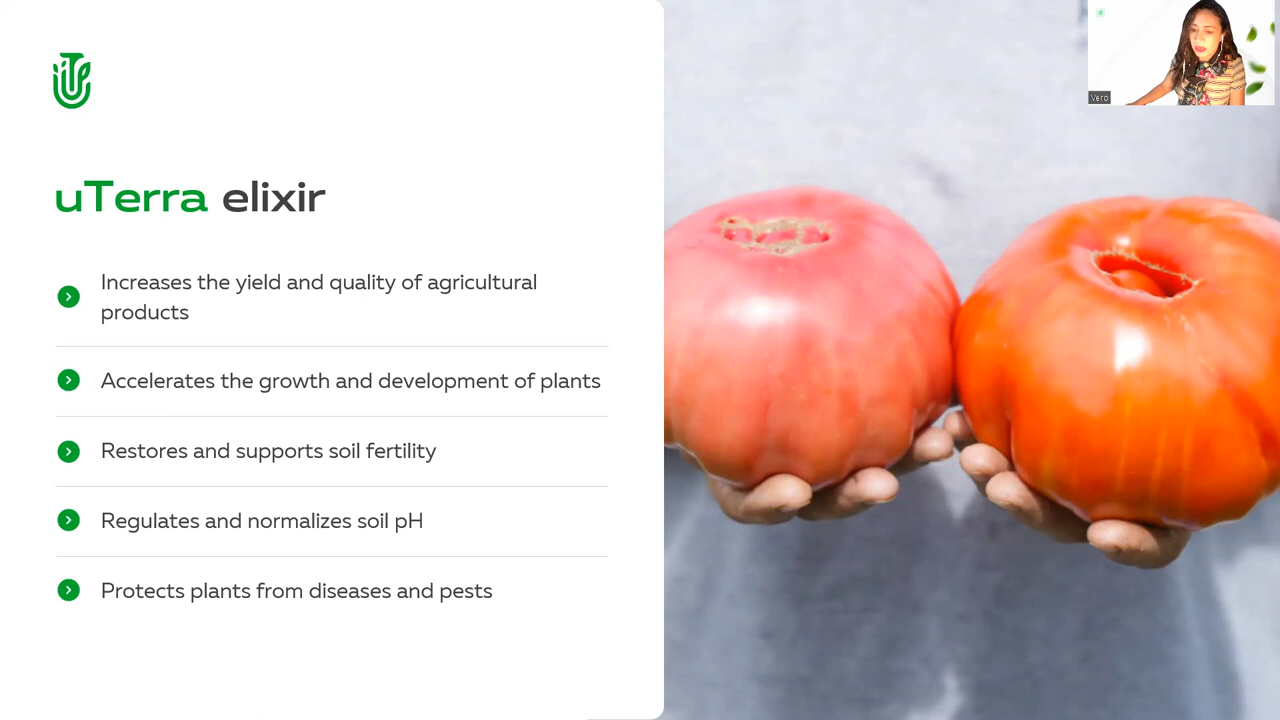 uTerra elixir
Increases the yield and quality of agricultural
products
Accelerates the growth and development of plants
Restores and supports soil fertility
Regulates and normalizes soil pH
Protects plants from diseases and pests
Vero